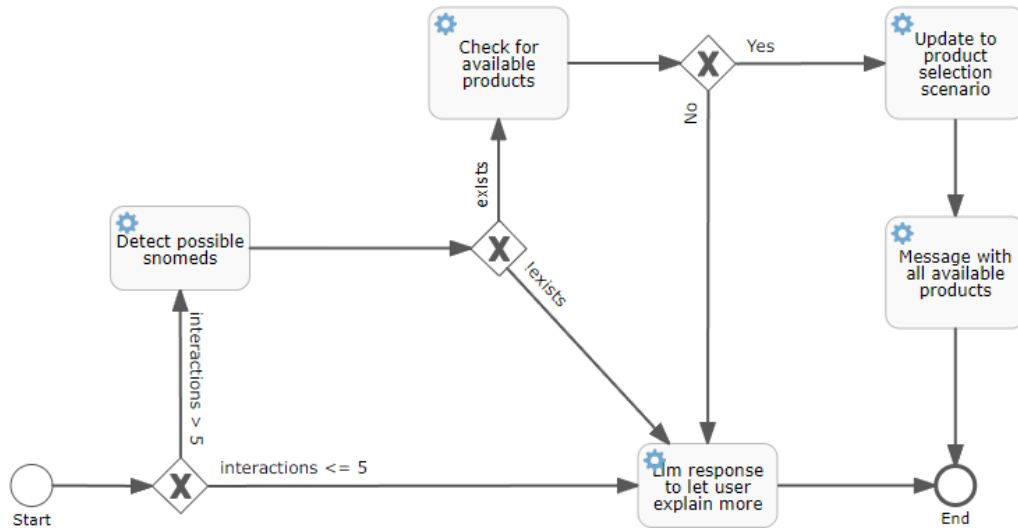 Check for
available
products
Yes
Update to
product
selection
scenario
No
exists
Detect possible
snomeds
!exists
Message with
all available
products
interactions > 5
interactions <= 5
Llm response
to let user
explain more
Start
End